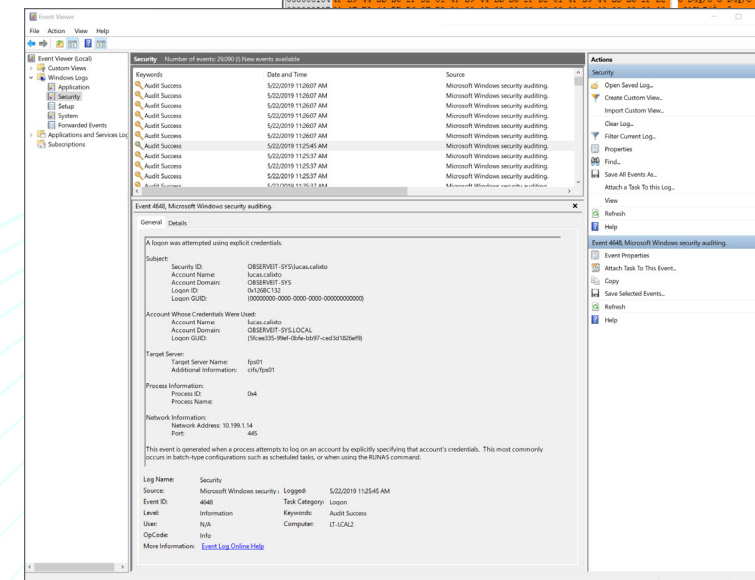 Event Viewer
File Action View Help
Event Viewer (Local)
Custom Views
Windows Logs
Application
Security
Setup
System
Forwarded Events
Applications and Services Log
Subscriptions
Security Number of events: 29,090 (!) New events available
Keywords Date and Time Source
Audit Success 5/22/2019 11:26:07 AM Microsoft Windows security auditing.
Audit Success 5/22/2019 11:26:07 AM Microsoft Windows security auditing.
Audit Success 5/22/2019 11:26:07 AM Microsoft Windows security auditing.
Audit Success 5/22/2019 11:26:07 AM Microsoft Windows security auditing.
Audit Success 5/22/2019 11:26:07 AM Microsoft Windows security auditing.
Audit Success 5/22/2019 11:26:07 AM Microsoft Windows security auditing.
Audit Success 5/22/2019 11:25:45 AM Microsoft Windows security auditing.
Audit Success 5/22/2019 11:25:37 AM Microsoft Windows security auditing.
Audit Success 5/22/2019 11:25:37 AM Microsoft Windows security auditing.
Audit Success 5/22/2019 11:25:37 AM Microsoft Windows security auditing.
Audit Success 5/22/2019 11:25:37 AM Microsoft Windows security auditing.
Event 4648, Microsoft Windows security auditing.
General Details
A logon was attempted using explicit credentials.
Subject:
Security ID: OBSERVEIT-SYS\lucas.calixto
Account Name: lucas.calixto
Account Domain: OBSERVEIT-SYS
Logon ID: 0x126BC132
Logon GUID: {00000000-0000-0000-0000-000000000000}
Account Whose Credentials Were Used:
Account Name: lucas.calixto
Account Domain: OBSERVEIT-SYS.LOCAL
Logon GUID: {5fcee335-99ef-0bfe-bb97-ced3d1826ef9}
Target Server:
Target Server Name: fps01
Additional Information: cifs/fps01
Process Information:
Process ID: 0x4
Process Name:
Network Information:
Network Address: 10.199.1.14
Port: 445
This event is generated when a process attempts to log on an account by explicitly specifying that account's credentials. This most commonly
occurs in batch-type configurations such as scheduled tasks, or when using the RUNAS command.
Log Name: Security
Source: Microsoft Windows security Logged: 5/22/2019 11:25:45 AM
Event ID: 4648 Task Category: Logon
Level: Information Keywords: Audit Success
User: N/A Computer: LT-LCAL2
OpCode: Info
More Information: Event Log Online Help
Actions
Security
Open Saved Log...
Create Custom View...
Import Custom View...
Clear Log...
Filter Current Log...
Properties
Find...
Save All Events As...
Attach a Task To this Log...
View
Refresh
Help
Event 4648, Microsoft Windows security auditing.
Event Properties
Attach Task To This Event...
Copy
Save Selected Events...
Refresh
Help